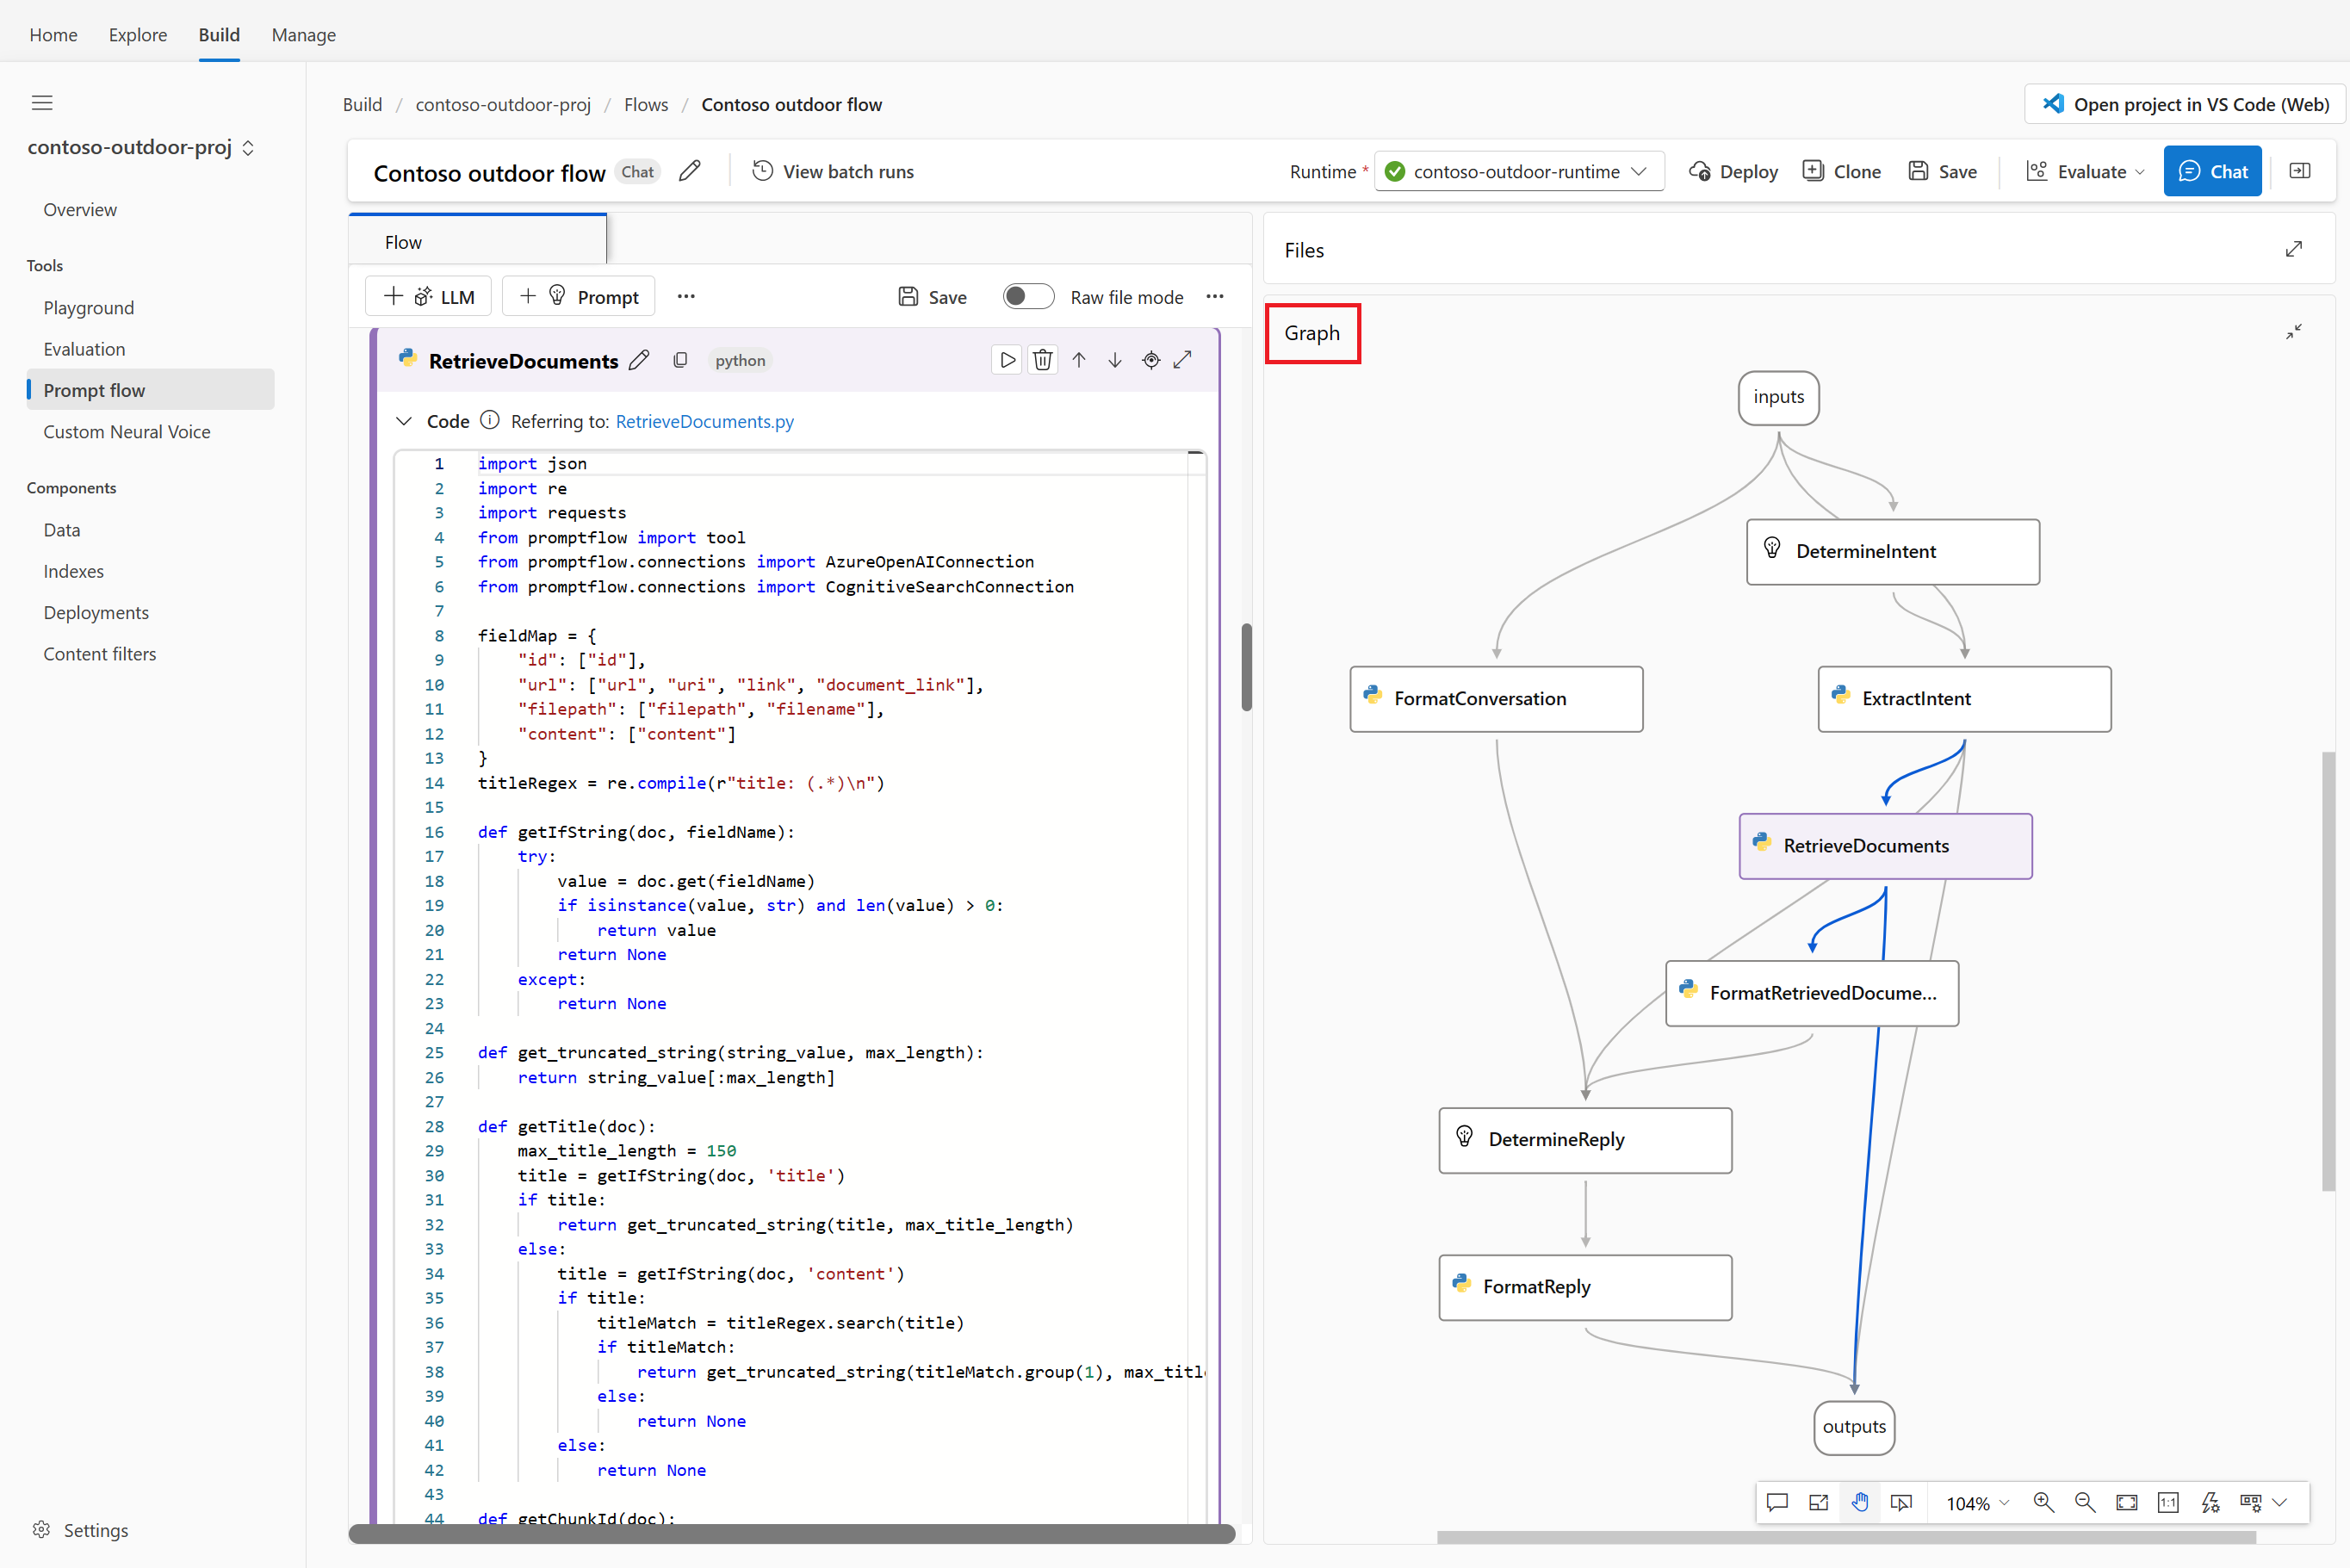 Home Explore Build Manage
contoso-outdoor-proj
Overview
Tools
Playground
Evaluation
Prompt flow
Custom Neural Voice
Components
Data
Indexes
Deployments
Content filters
Settings
Build / contoso-outdoor-proj / Flows / Contoso outdoor flow
Open project in VS Code (Web)
Contoso outdoor flow Chat View batch runs
Runtime * contoso-outdoor-runtime Deploy Clone Save Evaluate Chat
Flow
+ LLM + Prompt ... Save Raw file mode ...
RetrieveDocuments python
Code Referring to: RetrieveDocuments.py
1 import json
2 import re
3 import requests
4 from promptflow import tool
5 from promptflow.connections import AzureOpenAIConnection
6 from promptflow.connections import CognitiveSearchConnection
7
8 fieldMap = {
9 "id": ["id"],
10 "url": ["url", "uri", "link", "document_link"],
11 "filepath": ["filepath", "filename"],
12 "content": ["content"]
13 }
14 titleRegex = re.compile(r"title: (.*)\n")
15
16 def getIfString(doc, fieldName):
17 try:
18 value = doc.get(fieldName)
19 if isinstance(value, str) and len(value) > 0:
20 return value
21 return None
22 except:
23 return None
24
25 def get_truncated_string(string_value, max_length):
26 return string_value[:max_length]
27
28 def getTitle(doc):
29 max_title_length = 150
30 title = getIfString(doc, 'title')
31 if title:
32 return get_truncated_string(title, max_title_length)
33 else:
34 title = getIfString(doc, 'content')
35 if title:
36 titleMatch = titleRegex.search(title)
37 if titleMatch:
38 return get_truncated_string(titleMatch.group(1), max_titl
39 else:
40 return None
41 else:
42 return None
43
44 def getChunkId(doc):
Files
Graph
inputs
DetermineIntent
FormatConversation
ExtractIntent
RetrieveDocuments
FormatRetrievedDocume...
DetermineReply
FormatReply
outputs
104% 1:1